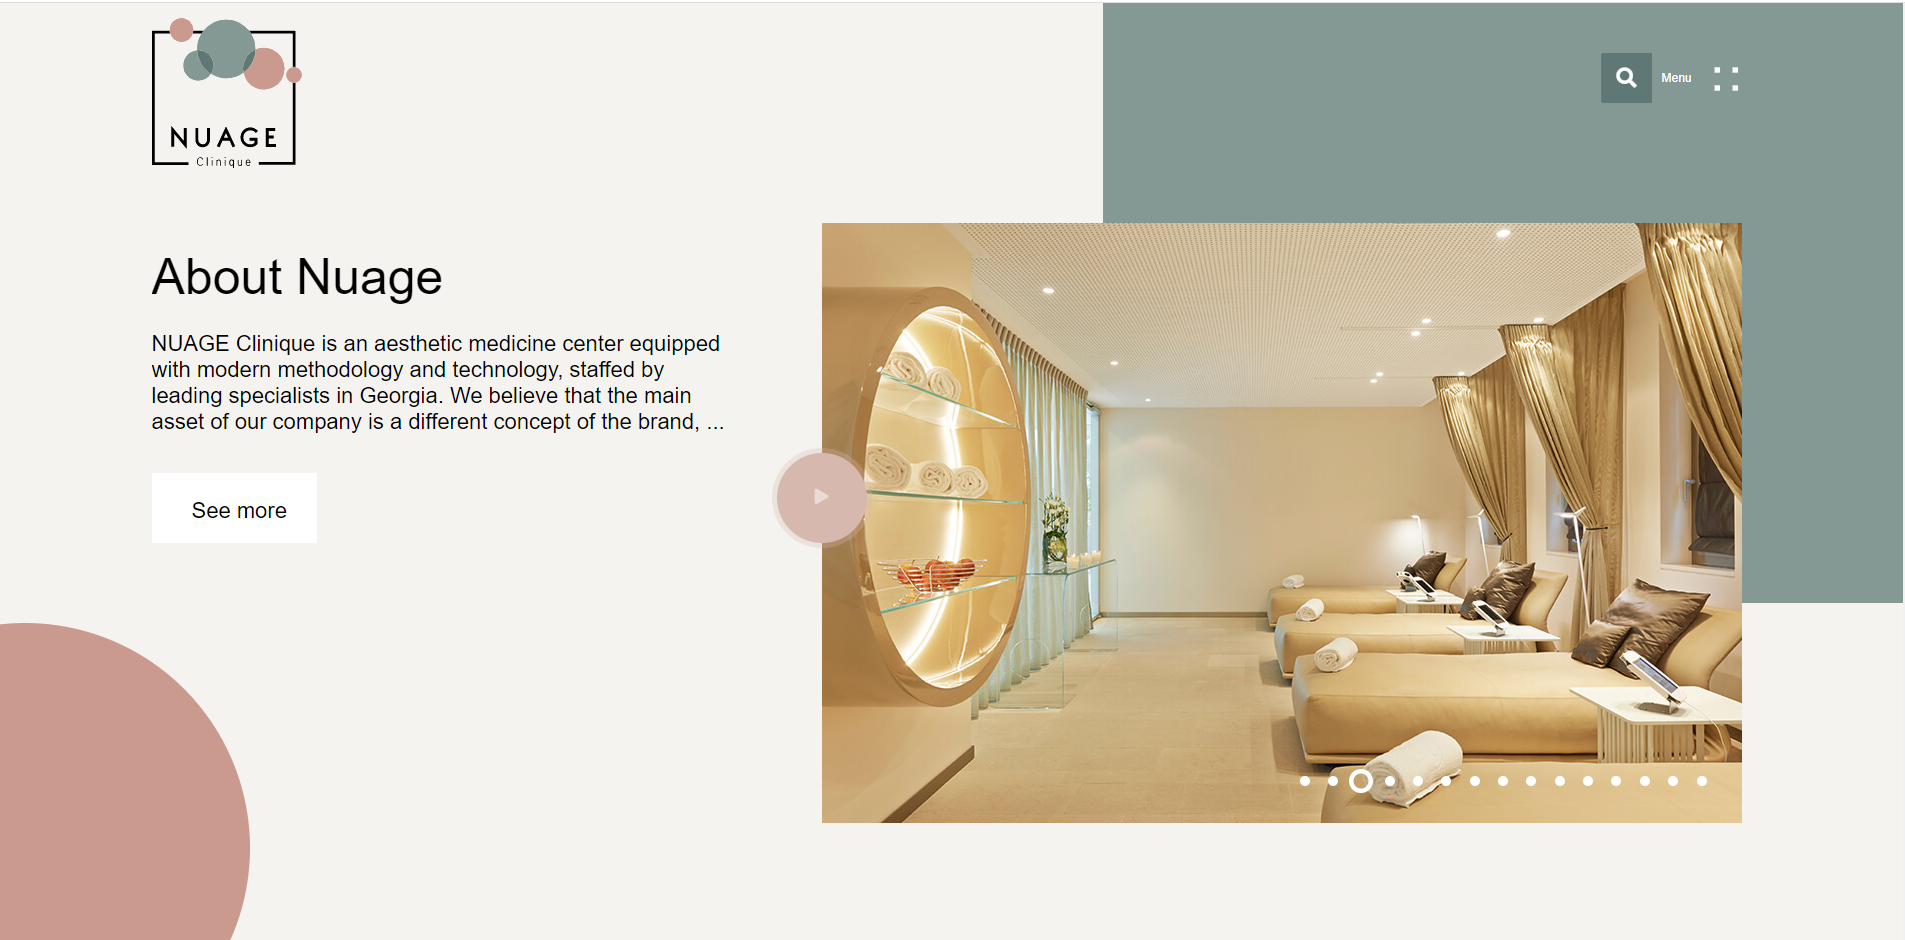 NUAGE
Clinique
Menu
About Nuage
NUAGE Clinique is an aesthetic medicine center equipped
with modern methodology and technology, staffed by
leading specialists in Georgia. We believe that the main
asset of our company is a different concept of the brand, ...
See more